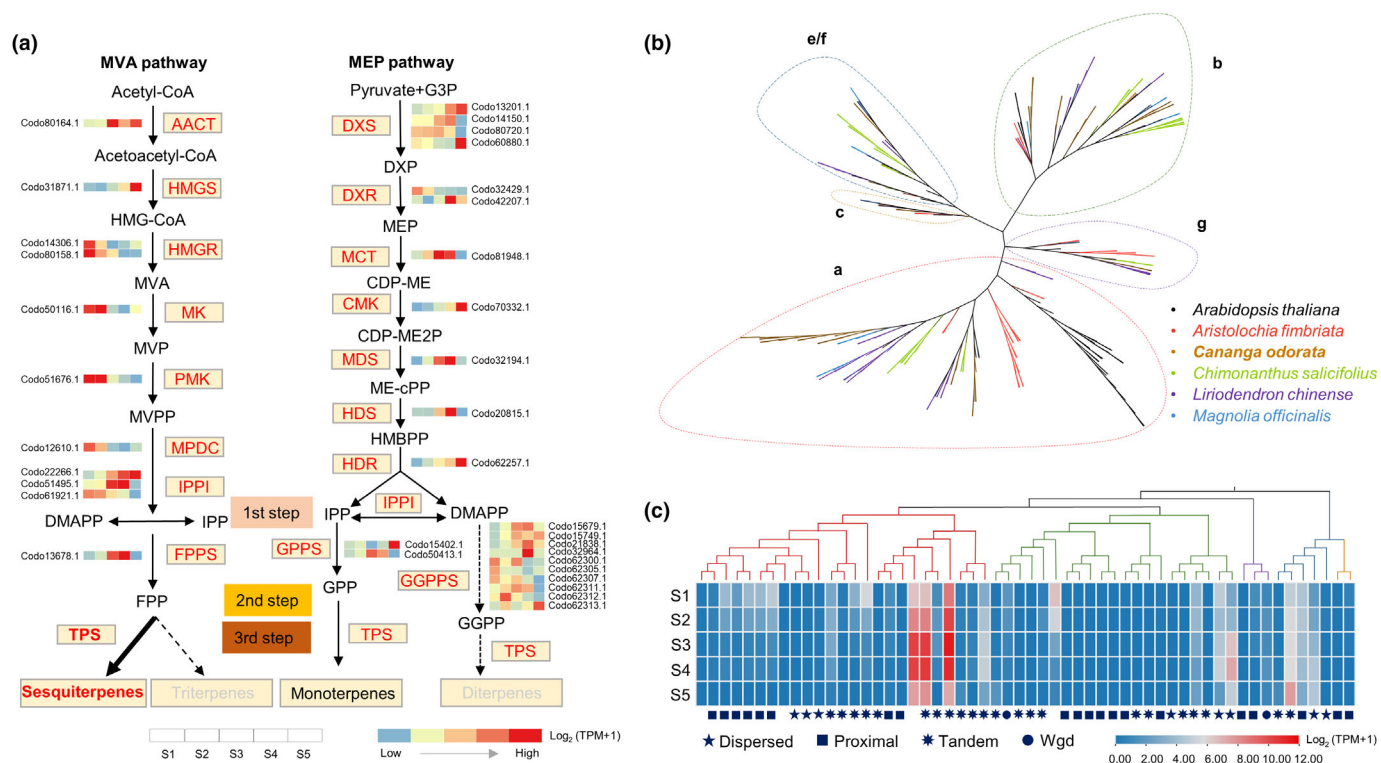 (a)
MVA pathway
Acetyl-CoA
Codo80164.1
AACT
Acetoacetyl-CoA
Codo31871.1
HMGS
HMG-CoA
Codo14306.1
Codo80158.1
HMGR
MVA
Codo50116.1
MK
MVP
Codo51676.1
PMK
MVPP
Codo12610.1
MPDC
Codo22266.1
Codo51495.1
Codo61921.1
IPPI
DMAPP
IPP
Codo13678.1
FPPS
FPP
TPS
Sesquiterpenes
Triterpenes
1st step
2nd step
3rd step
MEP pathway
Pyruvate+G3P
DXS
Codo13201.1
Codo14150.1
Codo80720.1
Codo60880.1
DXP
DXR
Codo32429.1
Codo42207.1
MEP
MCT
Codo81948.1
CDP-ME
CMK
Codo70332.1
CDP-ME2P
MDS
Codo32194.1
ME-cPP
HDS
Codo20815.1
HMBPP
HDR
Codo62257.1
IPPI
IPP
DMAPP
GPPS
Codo15402.1
Codo50413.1
GPP
TPS
Monoterpenes
GGPPS
Codo15679.1
Codo15749.1
Codo21838.1
Codo32964.1
Codo62300.1
Codo62305.1
Codo62307.1
Codo62311.1
Codo62312.1
Codo62313.1
GGPP
TPS
Diterpenes
S1 S2 S3 S4 S5
Low High
Log2 (TPM+1)
(b)
e/f
b
c
g
a
Arabidopsis thaliana
Aristolochia fimbriata
Cananga odorata
Chimonanthus salicifolius
Liriodendron chinense
Magnolia officinalis
(c)
S1
S2
S3
S4
S5
Dispersed Proximal Tandem Wgd
Log2 (TPM+1)
0.00 2.00 4.00 6.00 8.00 10.00 12.00